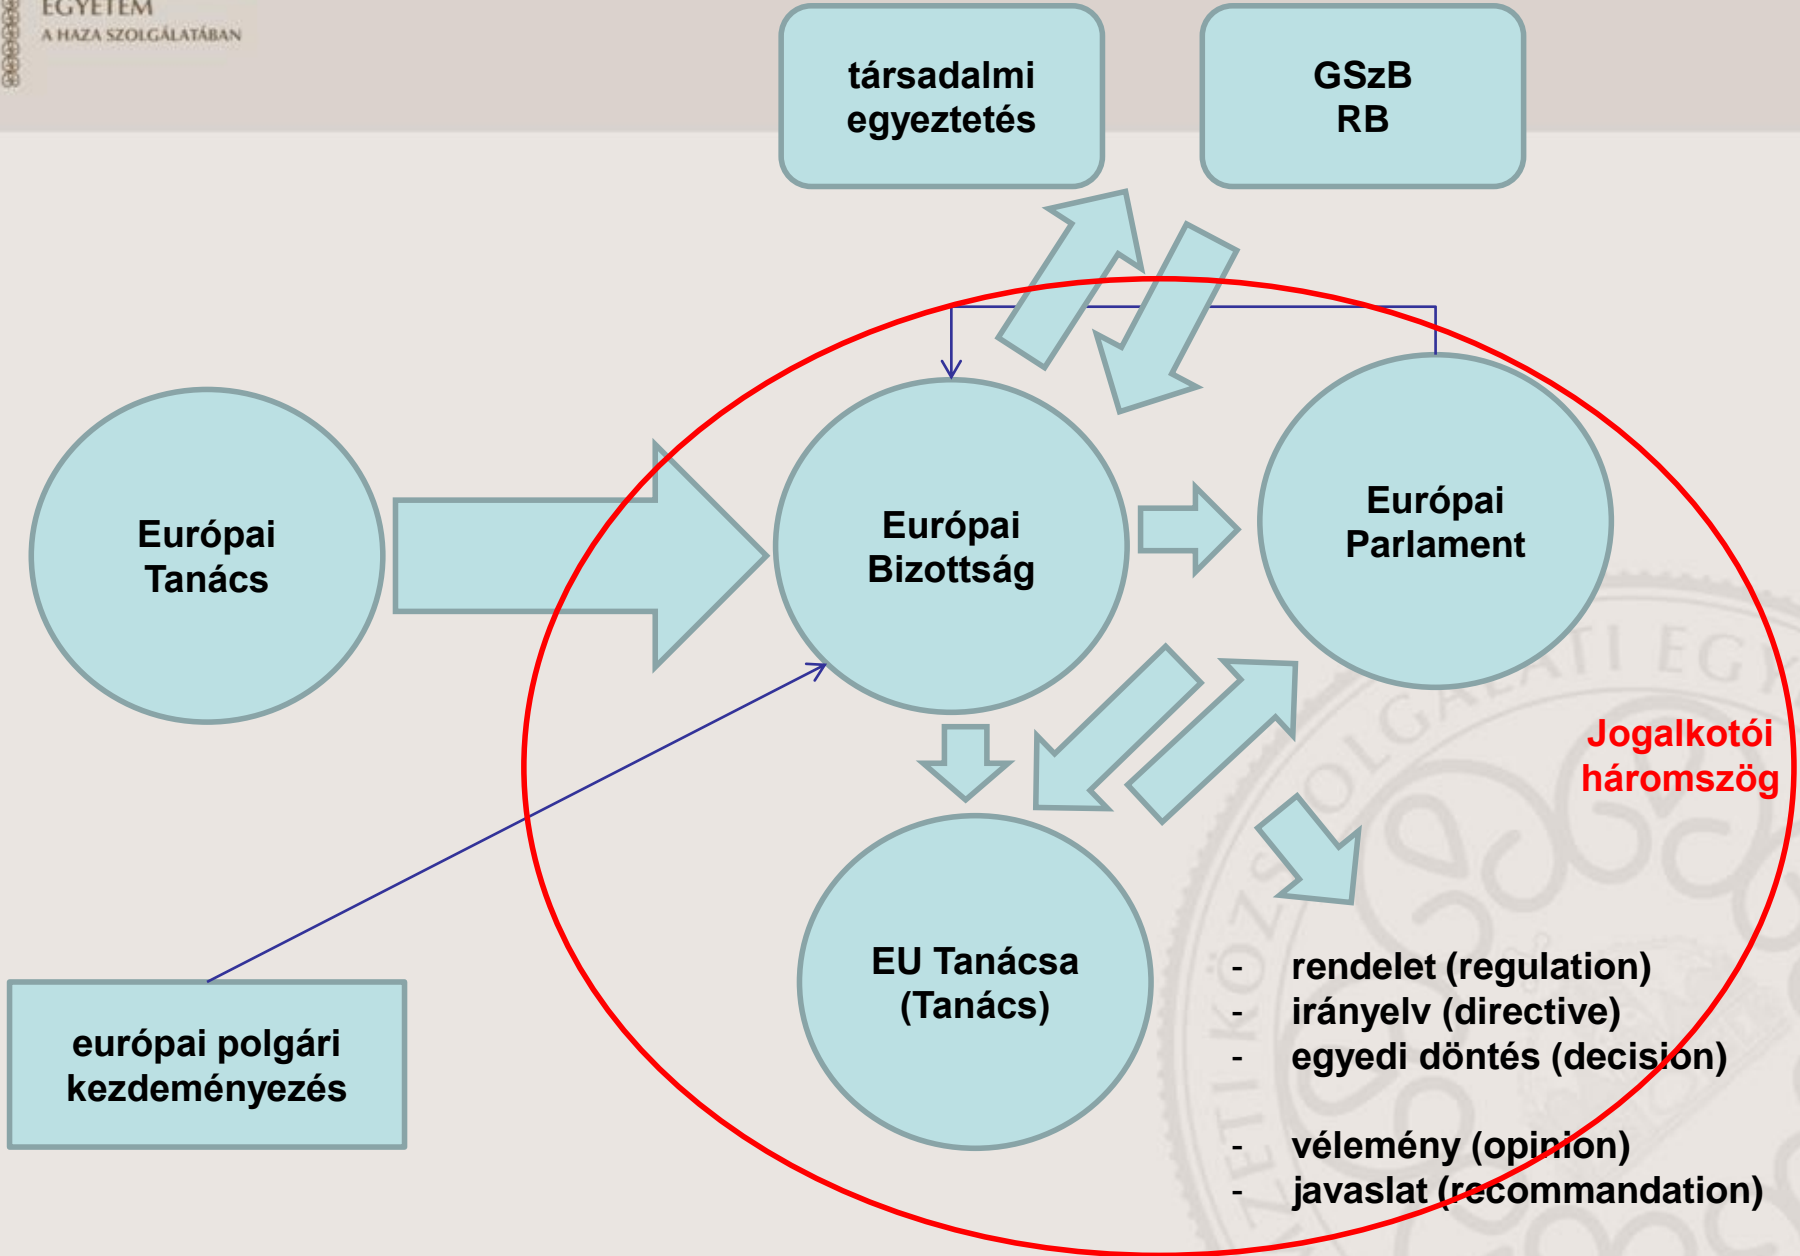 EGYETEM
A HAZA SZOLGÁLATÁBAN
társadalmi
egyeztetés
GSzB
RB
Európai
Tanács
Európai
Bizottság
Európai
Parlament
Jogalkotói
háromszög
EU Tanácsa
(Tanács)
európai polgári
kezdeményezés
- rendelet (regulation)
- irányelv (directive)
- egyedi döntés (decision)
- vélemény (opinion)
- javaslat (recommandation)